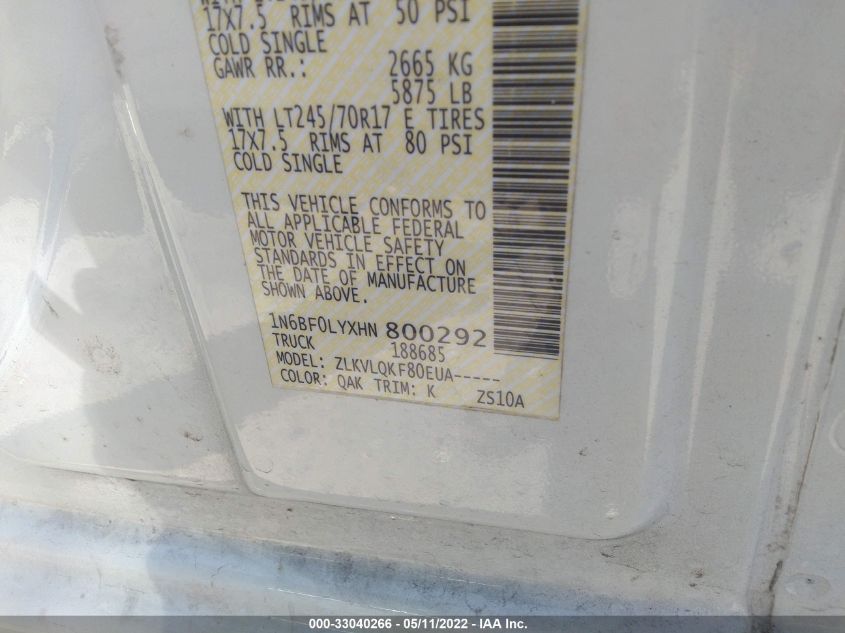 17X7.5 RIMS AT 50 PSI
COLD SINGLE
GAWR RR.: 2665 KG
5875 LB
WITH LT245/70R17 E TIRES
17X7.5 RIMS AT 80 PSI
COLD SINGLE
THIS VEHICLE CONFORMS TO
ALL APPLICABLE FEDERAL
MOTOR VEHICLE SAFETY
STANDARDS IN EFFECT ON
THE DATE OF MANUFACTURE
SHOWN ABOVE.
1N6BF0LYXHN 800292
TRUCK 188685
MODEL: ZLKVLQKF80EUA-----
COLOR: QAK TRIM: K ZS10A
000-33040266 - 05/11/2022 - IAA Inc.